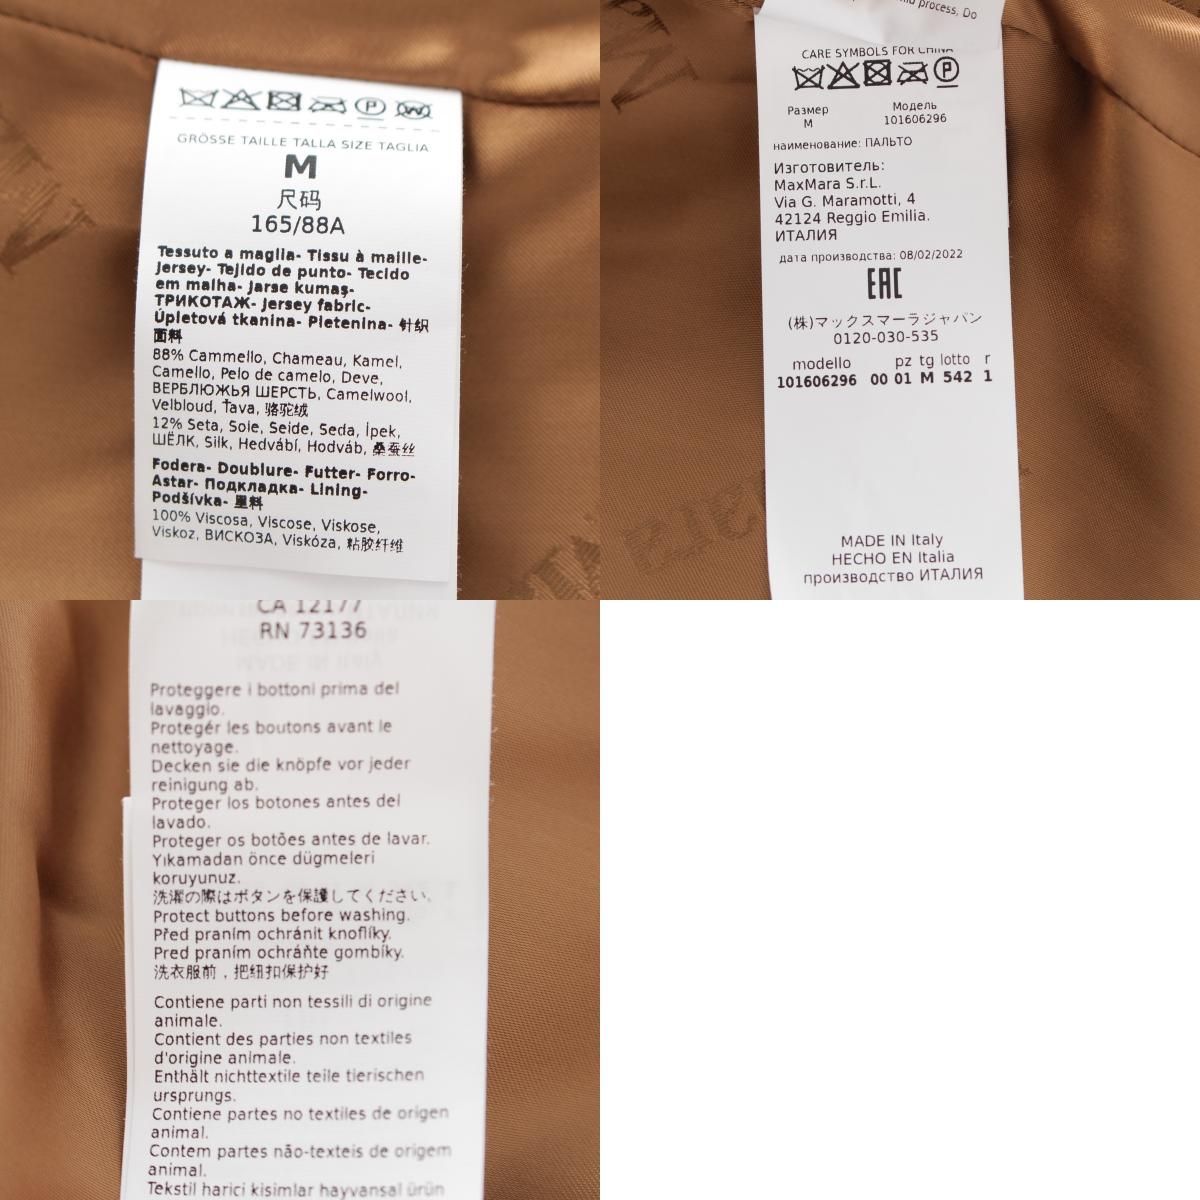 GRÖSSE TAILLE TALLA SIZE TAGLIA
M
尺码
165/88A
Tessuto a maglia- Tissu à maille-
Jersey- Tejido de punto- Tecido
em malha- Jarse kumaş-
ТРИКОТАЖ- Jersey fabric-
Úpletová tkanina- Pletenina- 针织
面料
88% Cammello, Chameau, Kamel,
Camello, Pelo de camelo, Deve,
ВЕРБЛЮЖЬЯ ШЕРСТЬ, Camelwool,
Velbloud, Ťava, 骆驼绒
12% Seta, Soie, Seide, Seda, İpek,
ШЁЛК, Silk, Hedvábí, Hodváb, 桑蚕丝
Fodera- Doublure- Futter- Forro-
Astar- Подкладка- Lining-
Podšívka- 里料
100% Viscosa, Viscose, Viskose,
Viskoz, ВИСКОЗА, Viskóza, 粘胶纤维
process, Do
CARE SYMBOLS FOR CHINA
P
Размер Модель
M 101606296
наименование: ПАЛЬТО
Изготовитель:
MaxMara S.r.L.
Via G. Maramotti, 4
42124 Reggio Emilia.
ИТАЛИЯ
дата производства: 08/02/2022
EAC
(株)マックスマーラジャパン
0120-030-535
modello pz tg lotto r
101606296 00 01 M 542 1
MADE IN Italy
HECHO EN Italia
производство ИТАЛИЯ
CA 12177
RN 73136
Proteggere i bottoni prima del
lavaggio.
Protegér les boutons avant le
nettoyage.
Decken sie die knöpfe vor jeder
reinigung ab.
Proteger los botones antes del
lavado.
Proteger os botões antes de lavar.
Yıkamadan önce dügmeleri
koruyunuz.
洗濯の際はボタンを保護してください。
Protect buttons before washing.
Před praním ochránit knoflíky.
Pred praním ochráňte gombíky.
洗衣服前，把纽扣保护好
Contiene parti non tessili di origine
animale.
Contient des parties non textiles
d'origine animale.
Enthält nichttextile teile tierischen
ursprungs.
Contiene partes no textiles de origen
animal.
Contem partes não-texteis de origem
animal.
Tekstil harici kisimlar hayvansal ürün